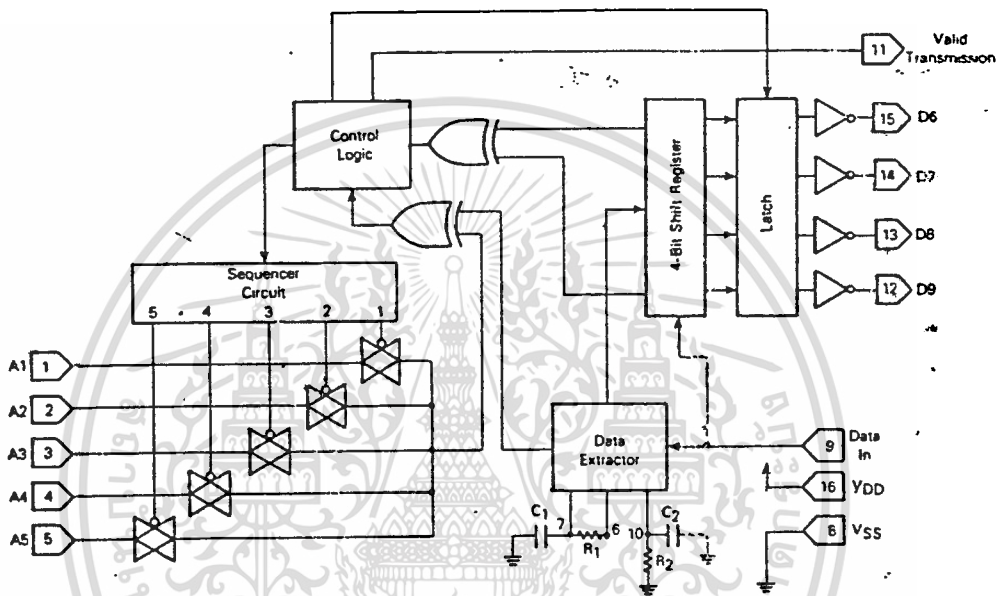 11
Valid
Transmission
Control
Logic
4-Bit Shift Register
Latch
15 D6
14 D7
13 D8
12 D9
Sequencer
Circuit
5 4 3 2 1
A1 1
A2 2
A3 3
A4 4
A5 5
Data
Extractor
9 Data
In
16 VDD
8 VSS
C1
7
R1
6
10
C2
R2